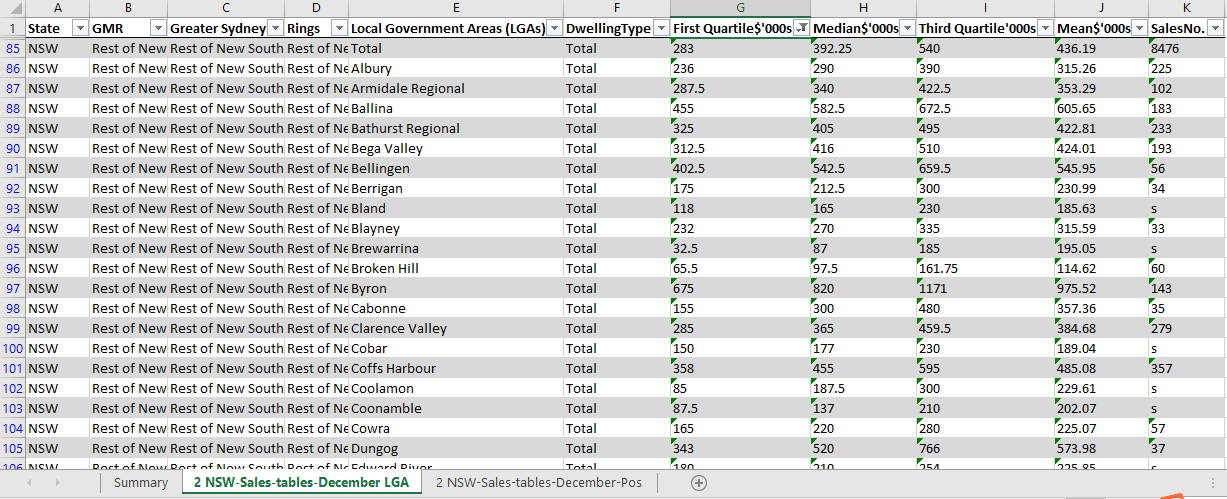 A B C D E F G H I J K
1 State GMR Greater Sydney Rings Local Government Areas (LGAs) DwellingType First Quartile$'000s Median$'000s Third Quartile'000s Mean$'000s SalesNo.
85 NSW Rest of New Rest of New South Rest of Ne Total Total 283 392.25 540 436.19 8476
86 NSW Rest of New Rest of New South Rest of Ne Albury Total 236 290 390 315.26 225
87 NSW Rest of New Rest of New South Rest of Ne Armidale Regional Total 287.5 340 422.5 353.29 102
88 NSW Rest of New Rest of New South Rest of Ne Ballina Total 455 582.5 672.5 605.65 183
89 NSW Rest of New Rest of New South Rest of Ne Bathurst Regional Total 325 405 495 422.81 233
90 NSW Rest of New Rest of New South Rest of Ne Bega Valley Total 312.5 416 510 424.01 193
91 NSW Rest of New Rest of New South Rest of Ne Bellingen Total 402.5 542.5 659.5 545.95 56
92 NSW Rest of New Rest of New South Rest of Ne Berrigan Total 175 212.5 300 230.99 34
93 NSW Rest of New Rest of New South Rest of Ne Bland Total 118 165 230 185.63 s
94 NSW Rest of New Rest of New South Rest of Ne Blayney Total 232 270 335 315.59 33
95 NSW Rest of New Rest of New South Rest of Ne Brewarrina Total 32.5 87 185 195.05 s
96 NSW Rest of New Rest of New South Rest of Ne Broken Hill Total 65.5 97.5 161.75 114.62 60
97 NSW Rest of New Rest of New South Rest of Ne Byron Total 675 820 1171 975.52 143
98 NSW Rest of New Rest of New South Rest of Ne Cabonne Total 155 300 480 357.36 35
99 NSW Rest of New Rest of New South Rest of Ne Clarence Valley Total 285 365 459.5 384.68 279
100 NSW Rest of New Rest of New South Rest of Ne Cobar Total 150 177 230 189.04 s
101 NSW Rest of New Rest of New South Rest of Ne Coffs Harbour Total 358 455 595 485.08 357
102 NSW Rest of New Rest of New South Rest of Ne Coolamon Total 85 187.5 300 229.61 s
103 NSW Rest of New Rest of New South Rest of Ne Coonamble Total 87.5 137 210 202.07 s
104 NSW Rest of New Rest of New South Rest of Ne Cowra Total 165 220 280 225.07 57
105 NSW Rest of New Rest of New South Rest of Ne Dungog Total 343 520 766 573.98 37
106 NSW Rest of New Rest of New South Rest of Ne Edward River Total 180 210 254 225.85 s
Summary 2 NSW-Sales-tables-December LGA 2 NSW-Sales-tables-December-Pos